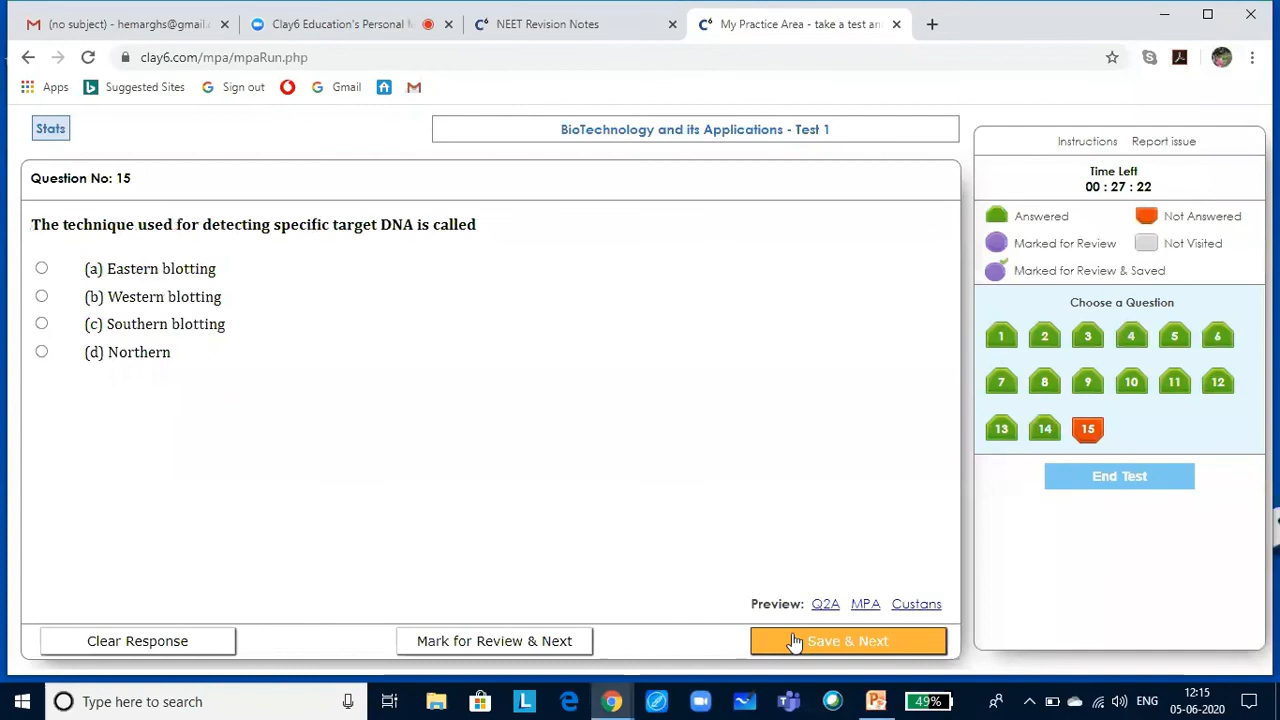 (no subject) - hemarghs@gmail.
Clay6 Education's Personal M
NEET Revision Notes
My Practice Area - take a test an
clay6.com/mpa/mpaRun.php
Apps
Suggested Sites
Sign out
Gmail
Stats
BioTechnology and its Applications - Test 1
Question No: 15
The technique used for detecting specific target DNA is called
(a) Eastern blotting
(b) Western blotting
(c) Southern blotting
(d) Northern
Preview: Q2A MPA Custans
Clear Response
Mark for Review & Next
Save & Next
Instructions Report issue
Time Left
00 : 27 : 22
Answered
Not Answered
Marked for Review
Not Visited
Marked for Review & Saved
Choose a Question
1 2 3 4 5 6
7 8 9 10 11 12
13 14 15
End Test
Type here to search
49%
ENG
12:15
05-06-2020